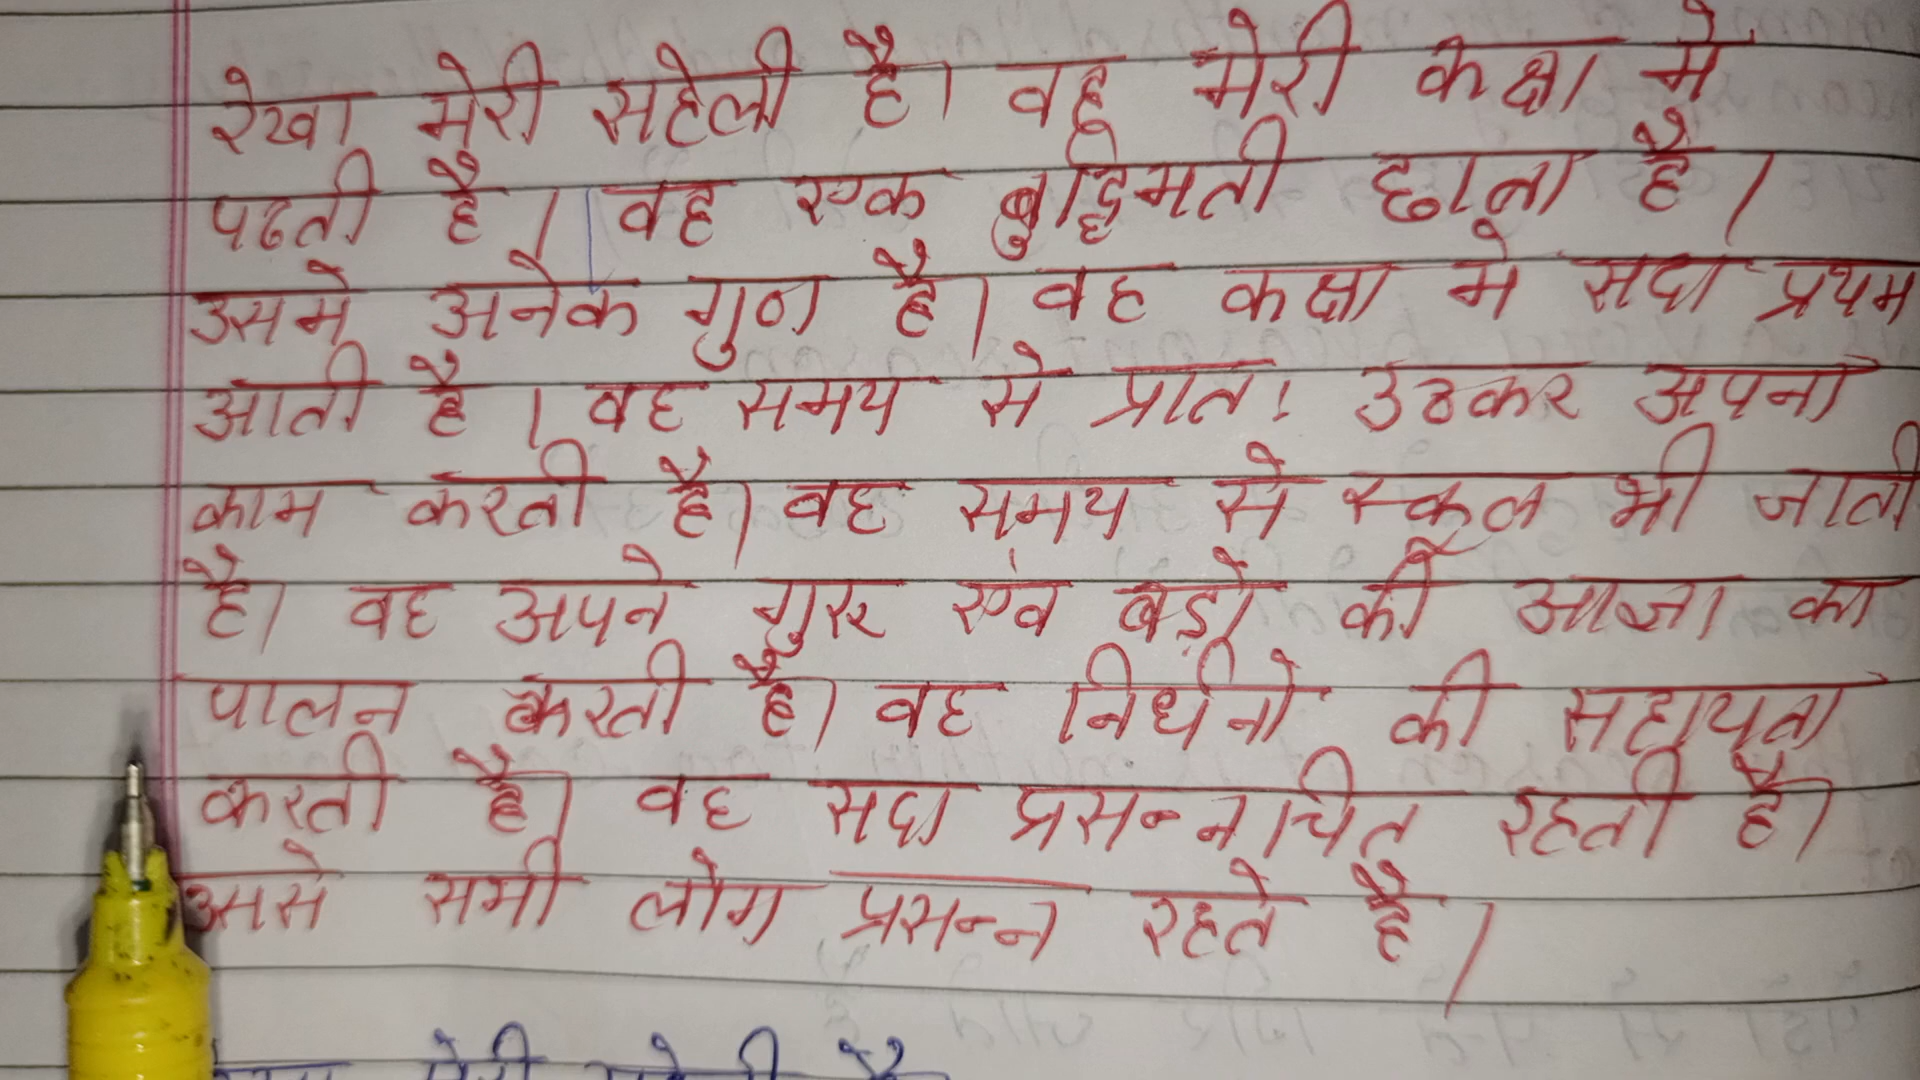 रेखा मेरी सहेली है। वह मेरी कक्षा मे
पढती है। वह एक बुद्धिमती छात्रा है।
उसमे अनेक गुण है। वह कक्षा मे सदा प्रथम
आती है। वह समय से प्रात: उठकर अपना
काम करती है। वह समय से स्कूल भी जाती
है। वह अपने गुरू एवं बड़ो की आज्ञा का
पालन करती है। वह निर्धनो की सहायता
करती है। वह सदा प्रसन्नचित रहती है।
उससे सभी लोग प्रसन्न रहते है।